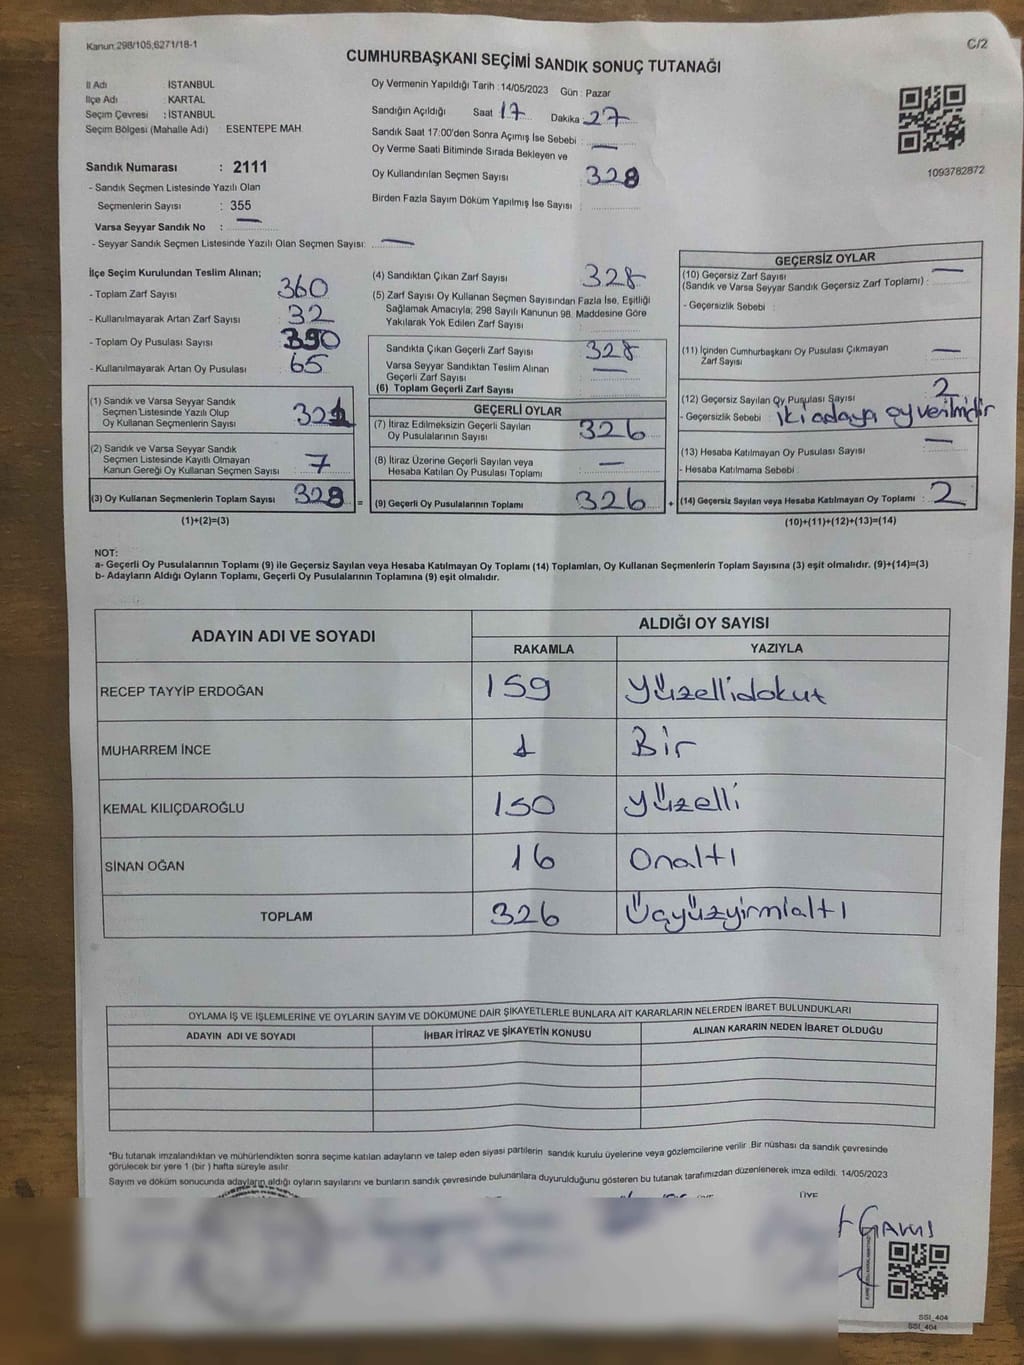 Kanun:298/105,6271/18-1
C/2
CUMHURBAŞKANI SEÇİMİ SANDIK SONUÇ TUTANAĞI
İl Adı İSTANBUL
İlçe Adı : KARTAL
Seçim Çevresi : İSTANBUL
Seçim Bölgesi (Mahalle Adı) : ESENTEPE MAH.
Sandık Numarası : 2111
- Sandık Seçmen Listesinde Yazılı Olan
Seçmenlerin Sayısı : 355
Varsa Seyyar Sandık No : —
- Seyyar Sandık Seçmen Listesinde Yazılı Olan Seçmen Sayısı: —
Oy Vermenin Yapıldığı Tarih : 14/05/2023 Gün : Pazar
Sandığın Açıldığı Saat 17 Dakika 27
Sandık Saat 17:00'den Sonra Açımış İse Sebebi : —
Oy Verme Saati Bitiminde Sırada Bekleyen ve
Oy Kullandırılan Seçmen Sayısı 328
Birden Fazla Sayım Döküm Yapılmış İse Sayısı :
1093782872
İlçe Seçim Kurulundan Teslim Alınan;
- Toplam Zarf Sayısı 360
- Kullanılmayarak Artan Zarf Sayısı 32
- Toplam Oy Pusulası Sayısı 390
- Kullanılmayarak Artan Oy Pusulası 65
(1) Sandık ve Varsa Seyyar Sandık
Seçmen Listesinde Yazılı Olup
Oy Kullanan Seçmenlerin Sayısı 321
(2) Sandık ve Varsa Seyyar Sandık
Seçmen Listesinde Kayıtlı Olmayan
Kanun Gereği Oy Kullanan Seçmen Sayısı 7
(3) Oy Kullanan Seçmenlerin Toplam Sayısı 328 =
(1)+(2)=(3)
(4) Sandıktan Çıkan Zarf Sayısı 328
(5) Zarf Sayısı Oy Kullanan Seçmen Sayısından Fazla İse, Eşitliği
Sağlamak Amacıyla; 298 Sayılı Kanunun 98. Maddesine Göre
Yakılarak Yok Edilen Zarf Sayısı
Sandıkta Çıkan Geçerli Zarf Sayısı 328
Varsa Seyyar Sandıktan Teslim Alınan
Geçerli Zarf Sayısı —
(6) Toplam Geçerli Zarf Sayısı
GEÇERLİ OYLAR
(7) İtiraz Edilmeksizin Geçerli Sayılan
Oy Pusulalarının Sayısı 326
(8) İtiraz Üzerine Geçerli Sayılan veya
Hesaba Katılan Oy Pusulası Toplamı —
(9) Geçerli Oy Pusulalarının Toplamı 326 +
GEÇERSİZ OYLAR
(10) Geçersiz Zarf Sayısı —
(Sandık ve Varsa Seyyar Sandık Geçersiz Zarf Toplamı) :
- Geçersizlik Sebebi :
(11) İçinden Cumhurbaşkanı Oy Pusulası Çıkmayan
Zarf Sayısı —
(12) Geçersiz Sayılan Oy Pusulası Sayısı 2
- Geçersizlik Sebebi : iki adaya oy verilmiştir
(13) Hesaba Katılmayan Oy Pusulası Sayısı —
- Hesaba Katılmama Sebebi
(14) Geçersiz Sayılan veya Hesaba Katılmayan Oy Toplamı : 2
(10)+(11)+(12)+(13)=(14)
NOT:
a- Geçerli Oy Pusulalarının Toplamı (9) ile Geçersiz Sayılan veya Hesaba Katılmayan Oy Toplamı (14) Toplamları, Oy Kullanan Seçmenlerin Toplam Sayısına (3) eşit olmalıdır. (9)+(14)=(3)
b- Adayların Aldığı Oyların Toplamı, Geçerli Oy Pusulalarının Toplamına (9) eşit olmalıdır.
ADAYIN ADI VE SOYADI
ALDIĞI OY SAYISI
RAKAMLA YAZIYLA
RECEP TAYYİP ERDOĞAN 159 Yüzellidokuz
MUHARREM İNCE 1 Bir
KEMAL KILIÇDAROĞLU 150 Yüzelli
SİNAN OĞAN 16 Onaltı
TOPLAM 326 Üçyüzyirmialtı
OYLAMA İŞ VE İŞLEMLERİNE VE OYLARIN SAYIM VE DÖKÜMÜNE DAİR ŞİKAYETLERLE BUNLARA AİT KARARLARIN NELERDEN İBARET BULUNDUKLARI
ADAYIN ADI VE SOYADI İHBAR İTİRAZ VE ŞİKAYETİN KONUSU ALINAN KARARIN NEDEN İBARET OLDUĞU
*Bu tutanak imzalandıktan ve mühürlendikten sonra seçime katılan adayların ve talep eden siyasi partilerin sandık kurulu üyelerine veya gözlemcilerine verilir. Bir nüshası da sandık çevresinde
görülecek bir yere 1 (bir) hafta süreyle asılır.
Sayım ve döküm sonucunda adayların aldığı oyların sayılarını ve bunların sandık çevresinde bulunanlara duyurulduğunu gösteren bu tutanak tarafımızdan düzenlenerek imza edildi. 14/05/2023
ÜYE
SSI_404
SSI_404